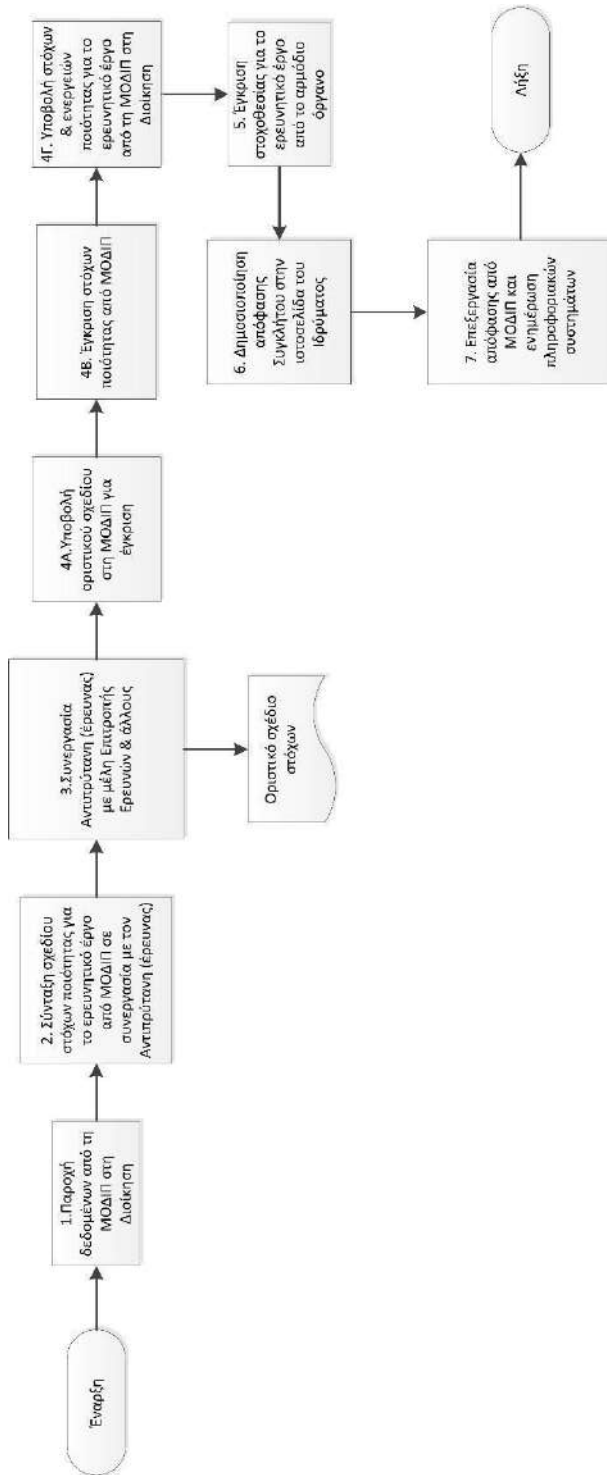 Έναρξη
1.Παροχή
δεδομένων από τη
ΜΟΔΙΠ στη
Διοίκηση
2. Σύνταξη σχεδίου
στόχων ποιότητας για
το ερευνητικό έργο
από ΜΟΔΙΠ σε
συνεργασία με τον
Αντιπρύτανη (έρευνας)
3.Συνεργασία
Αντιπρύτανη (έρευνας)
με μέλη Επιτροπής
Ερευνών & άλλους
Οριστικό σχέδιο
στόχων
4Α.Υποβολή
οριστικού σχεδίου
στη ΜΟΔΙΠ για
έγκριση
4Β. Έγκριση στόχων
ποιότητας από ΜΟΔΙΠ
4Γ. Υποβολή στόχων
& ενεργειών
ποιότητας για το
ερευνητικό έργο
από τη ΜΟΔΙΠ στη
Διοίκηση
5. Έγκριση
στοχοθεσίας για το
ερευνητικό έργο
από το αρμόδιο
όργανο
6. Δημοσιοποίηση
απόφασης
Συγκλήτου στην
ιστοσελίδα του
Ιδρύματος
7. Επεξεργασία
απόφασης από
ΜΟΔΙΠ και
ενημέρωση
πληροφοριακών
συστημάτων
Λήξη